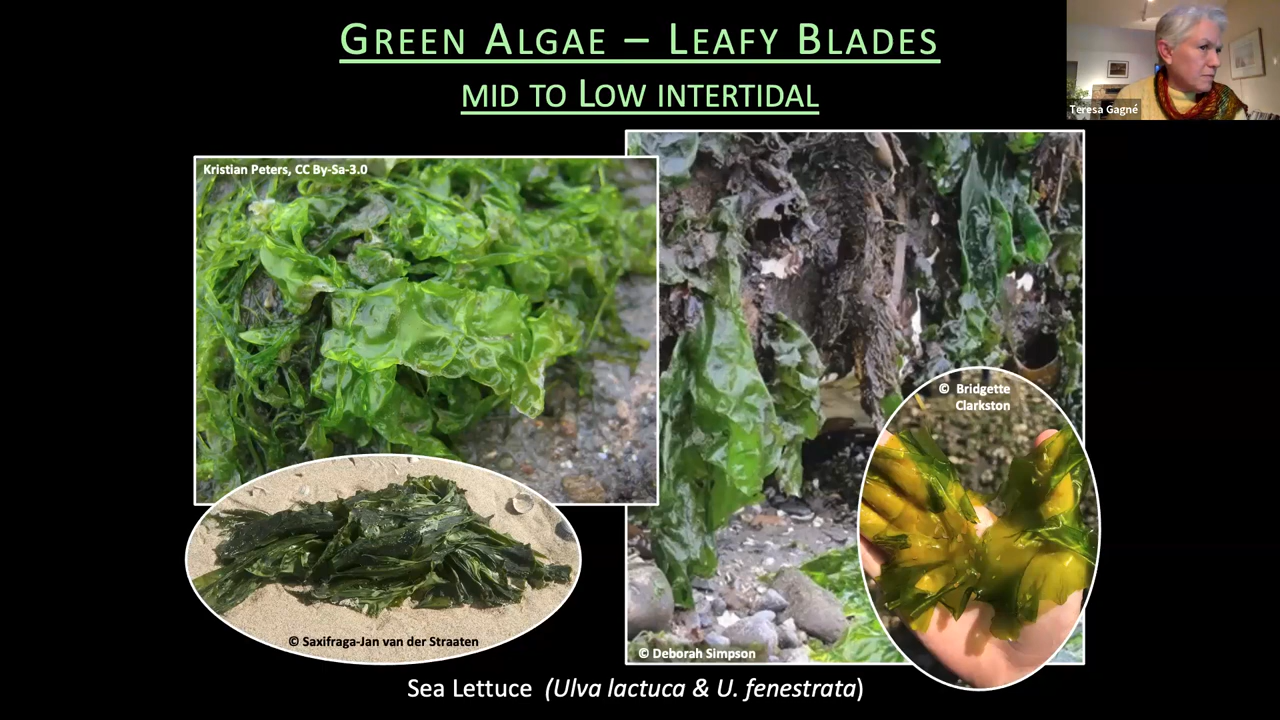 GREEN ALGAE – LEAFY BLADES
MID TO LOW INTERTIDAL
Teresa Gagné
Kristian Peters, CC By-Sa-3.0
© Bridgette
Clarkston
© Saxifraga-Jan van der Straaten
© Deborah Simpson
Sea Lettuce (Ulva lactuca & U. fenestrata)